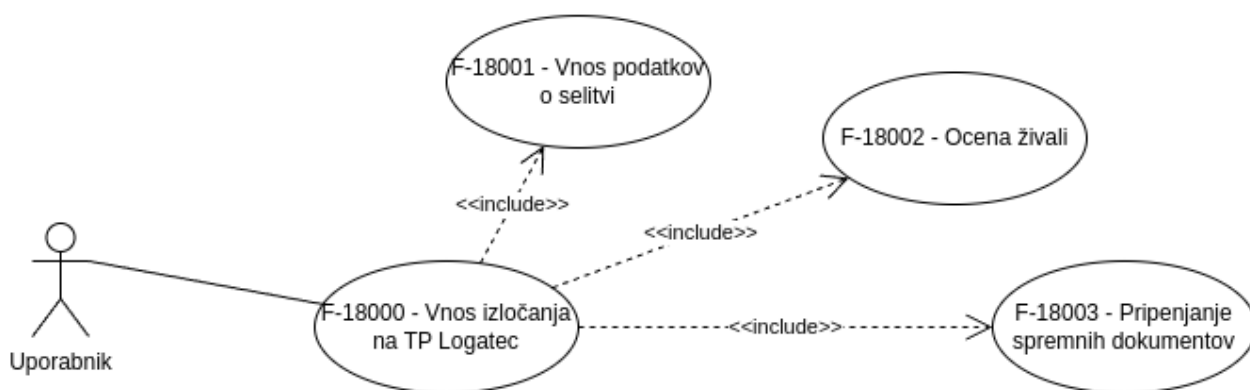 F-18001 - Vnos podatkov
o selitvi
F-18002 - Ocena živali
<<include>>
<<include>>
F-18000 - Vnos izločanja
na TP Logatec
<<include>>
F-18003 - Pripenjanje
spremnih dokumentov
Uporabnik